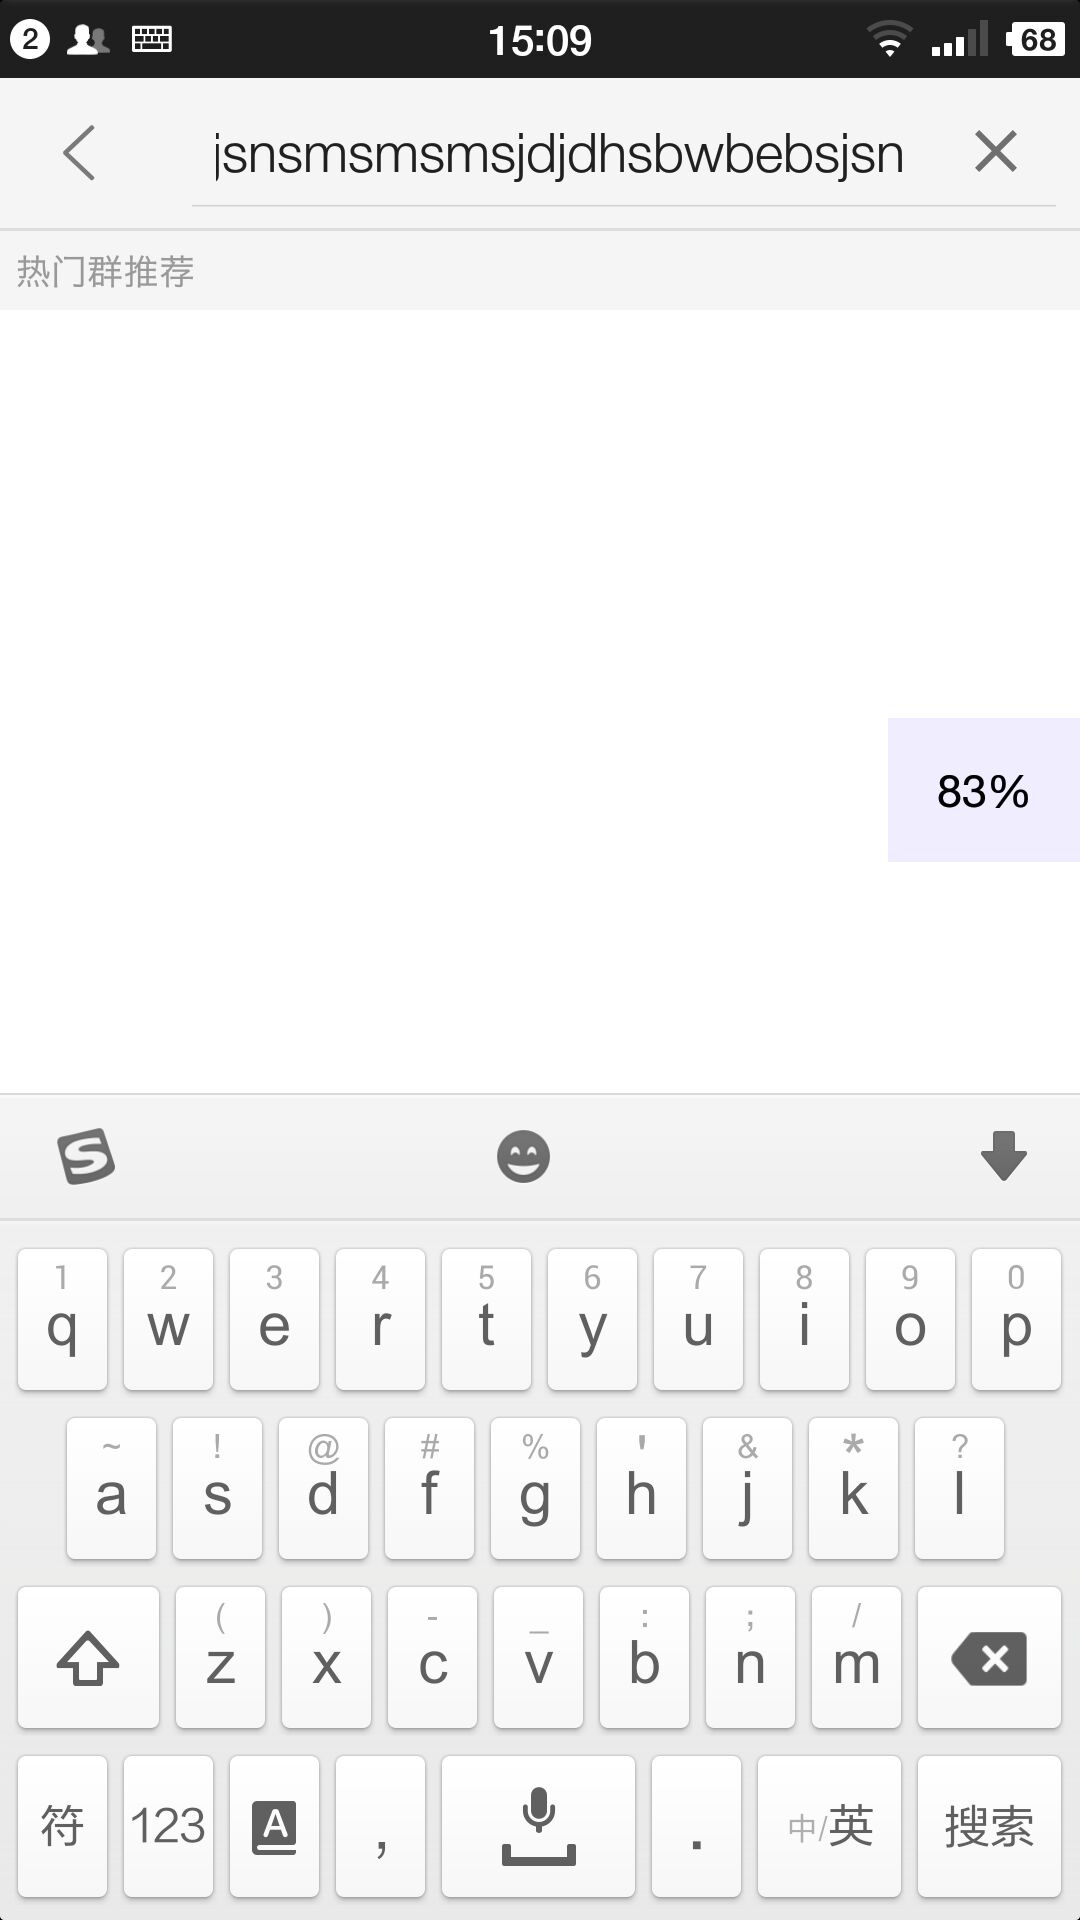 2 15:09 68
jsnsmsmsmsjdjdhsbwbebsjsn
热门群推荐
83%
1 2 3 4 5 6 7 8 9 0
q w e r t y u i o p
~ ! @ # % ' & * ?
a s d f g h j k l
( ) - _ : ; /
z x c v b n m
符 123 A , . 中/英 搜索